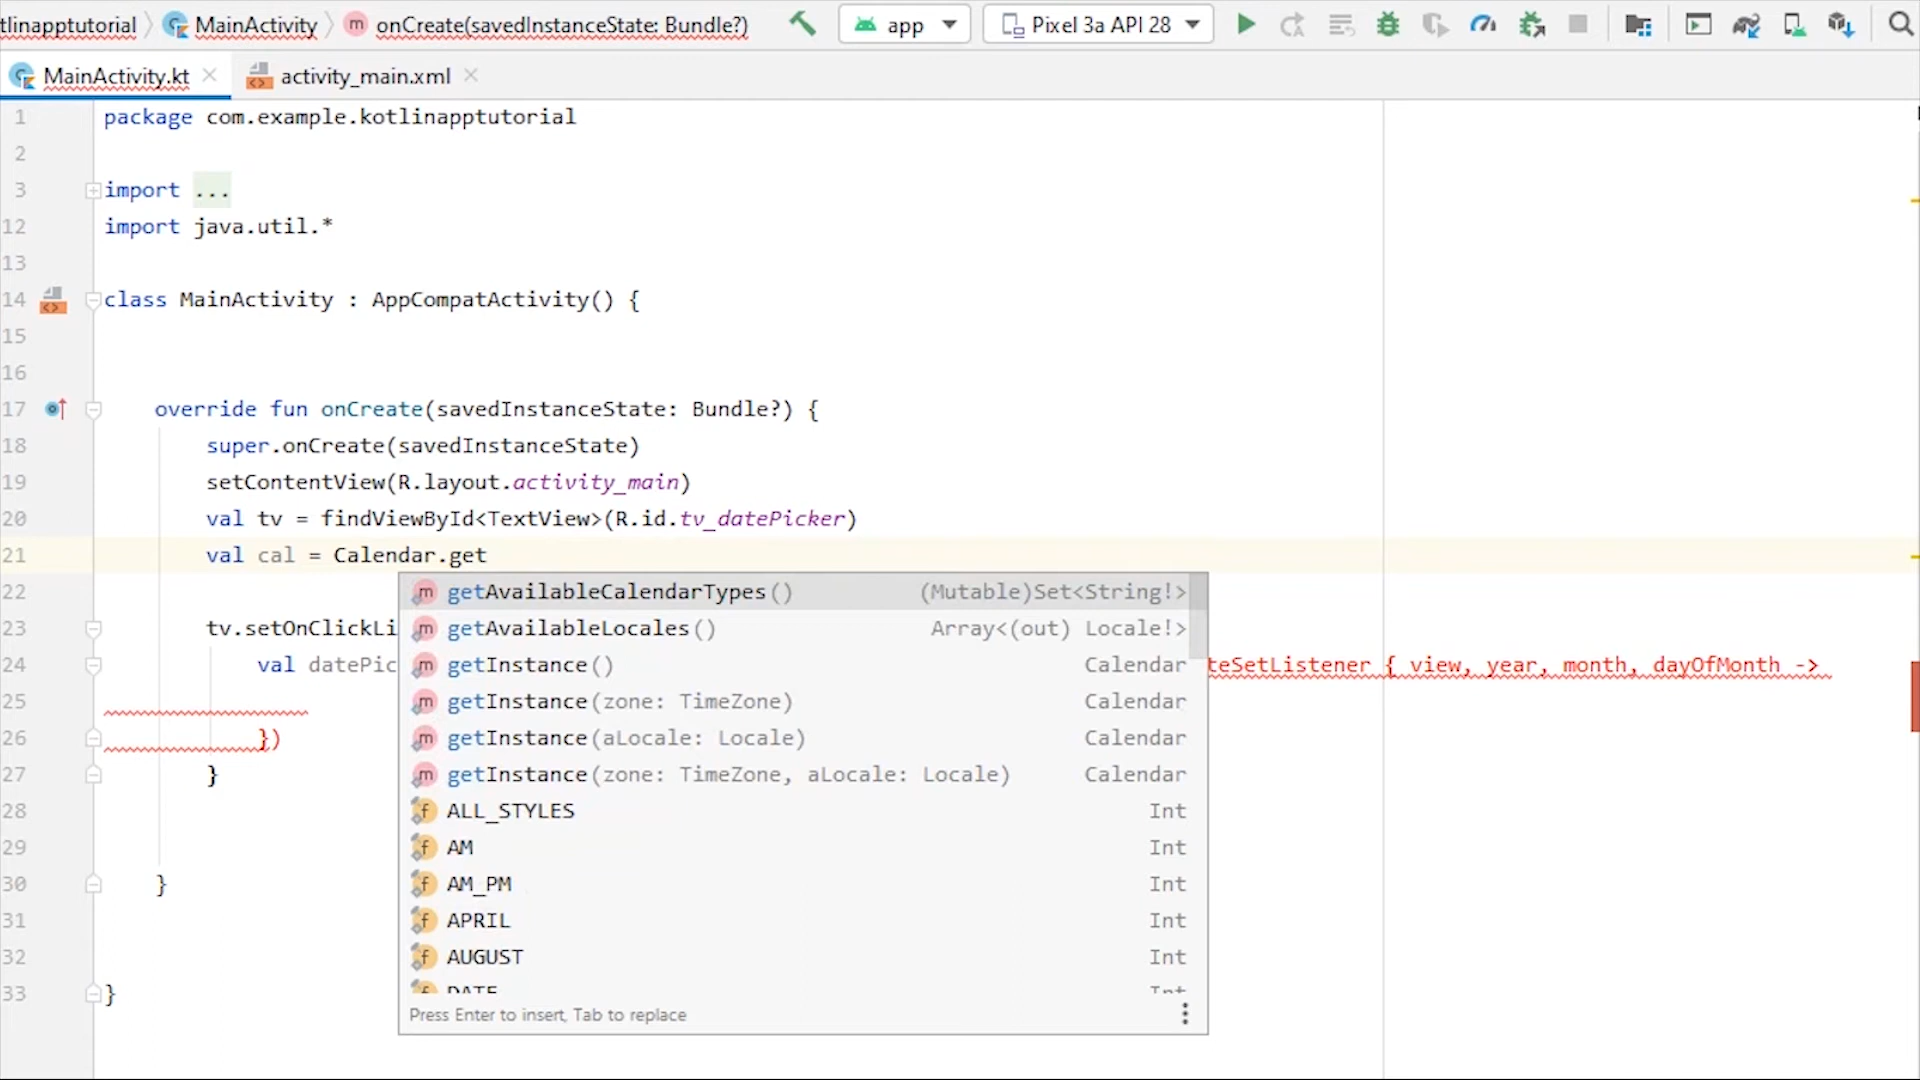 tlinapptutorial MainActivity onCreate(savedInstanceState: Bundle?) app Pixel 3a API 28
MainActivity.kt activity_main.xml
1 package com.example.kotlinapptutorial
2
3 import ...
12 import java.util.*
13
14 class MainActivity : AppCompatActivity() {
15
16
17 override fun onCreate(savedInstanceState: Bundle?) {
18 super.onCreate(savedInstanceState)
19 setContentView(R.layout.activity_main)
20 val tv = findViewById<TextView>(R.id.tv_datePicker)
21 val cal = Calendar.get
22 getAvailableCalendarTypes() (Mutable)Set<String!>
23 tv.setOnClickLi getAvailableLocales() Array<(out) Locale!>
24 val datePic getInstance() Calendar teSetListener { view, year, month, dayOfMonth ->
25 getInstance(zone: TimeZone) Calendar
26 }) getInstance(aLocale: Locale) Calendar
27 } getInstance(zone: TimeZone, aLocale: Locale) Calendar
28 ALL_STYLES Int
29 AM Int
30 } AM_PM Int
31 APRIL Int
32 AUGUST Int
33 } DATE Int
Press Enter to insert, Tab to replace